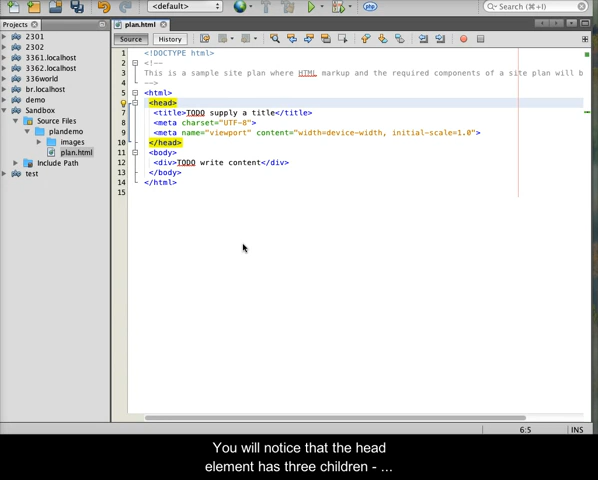 <default>
Search (⌘+I)
Projects
plan.html
Source History
2301
2302
3361.localhost
3362.localhost
336world
br.localhost
demo
Sandbox
Source Files
plandemo
images
plan.html
Include Path
test
1 <!DOCTYPE html>
2 <!--
3 This is a sample site plan where HTML markup and the required components of a site plan will b
4 -->
5 <html>
6 <head>
7 <title>TODO supply a title</title>
8 <meta charset="UTF-8">
9 <meta name="viewport" content="width=device-width, initial-scale=1.0">
10 </head>
11 <body>
12 <div>TODO write content</div>
13 </body>
14 </html>
15
6:5 INS
You will notice that the head
element has three children - ...